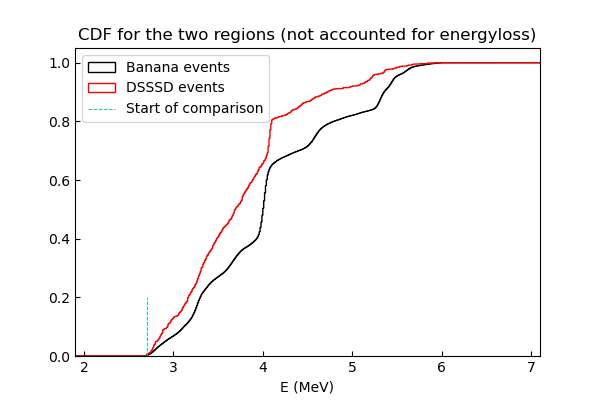 CDF for the two regions (not accounted for energyloss)
Banana events
DSSSD events
Start of comparison
1.0
0.8
0.6
0.4
0.2
0.0
2 3 4 5 6 7
E (MeV)